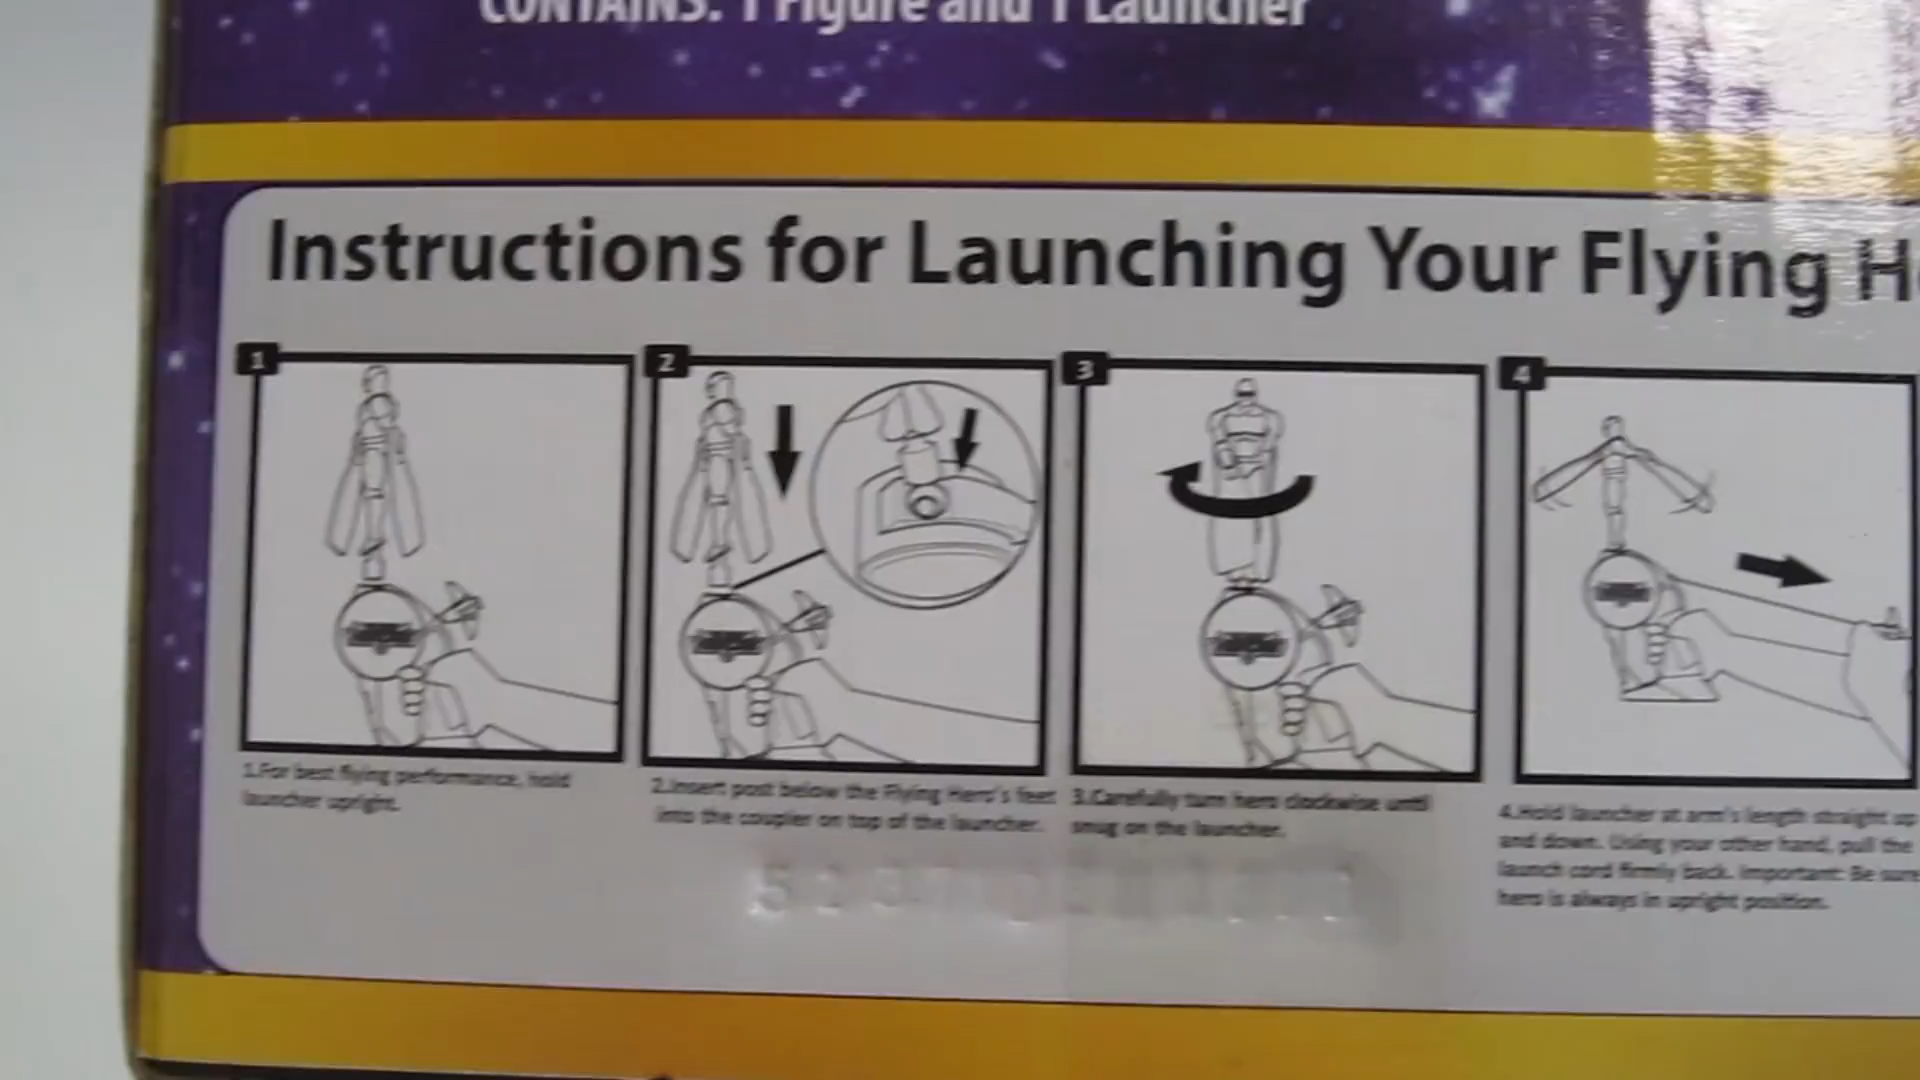 CONTAINS: 1 Figure and 1 Launcher
Instructions for Launching Your Flying
1
2
3
4
1.For best flying performance, hold
launcher upright.
2.Insert post below the Flying Hero's feet
into the coupler on top of the launcher.
3.Carefully turn hero clockwise until
snug on the launcher.
4.Hold launcher at arm's length straight up
and down. Using your other hand, pull the
launch cord firmly back. Important: Be sure
hero is always in upright position.